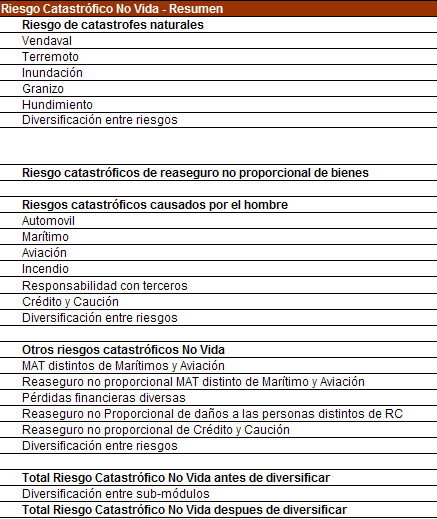 Riesgo Catastrófico No Vida - Resumen
Riesgo de catastrofes naturales
Vendaval
Terremoto
Inundación
Granizo
Hundimiento
Diversificación entre riesgos
Riesgo catastróficos de reaseguro no proporcional de bienes
Riesgos catastróficos causados por el hombre
Automovil
Marítimo
Aviación
Incendio
Responsabilidad con terceros
Crédito y Caución
Diversificación entre riesgos
Otros riesgos catastróficos No Vida
MAT distintos de Marítimos y Aviación
Reaseguro no proporcional MAT distinto de Marítimo y Aviación
Pérdidas financieras diversas
Reaseguro no Proporcional de daños a las personas distintos de RC
Reaseguro no proporcional de Crédito y Caución
Diversificación entre riesgos
Total Riesgo Catastrófico No Vida antes de diversificar
Diversificación entre sub-módulos
Total Riesgo Catastrófico No Vida despues de diversificar